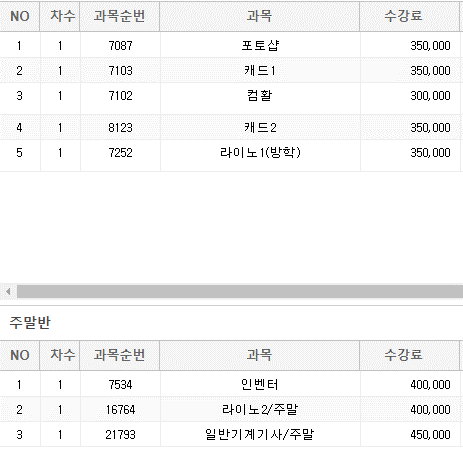 NO 차수 과목순번 과목 수강료
1 1 7087 포토샵 350,000
2 1 7103 캐드1 350,000
3 1 7102 컴활 300,000
4 1 8123 캐드2 350,000
5 1 7252 라이노1(방학) 350,000
주말반
NO 차수 과목순번 과목 수강료
1 1 7534 인벤터 400,000
2 1 16764 라이노2/주말 400,000
3 1 21793 일반기계기사/주말 450,000